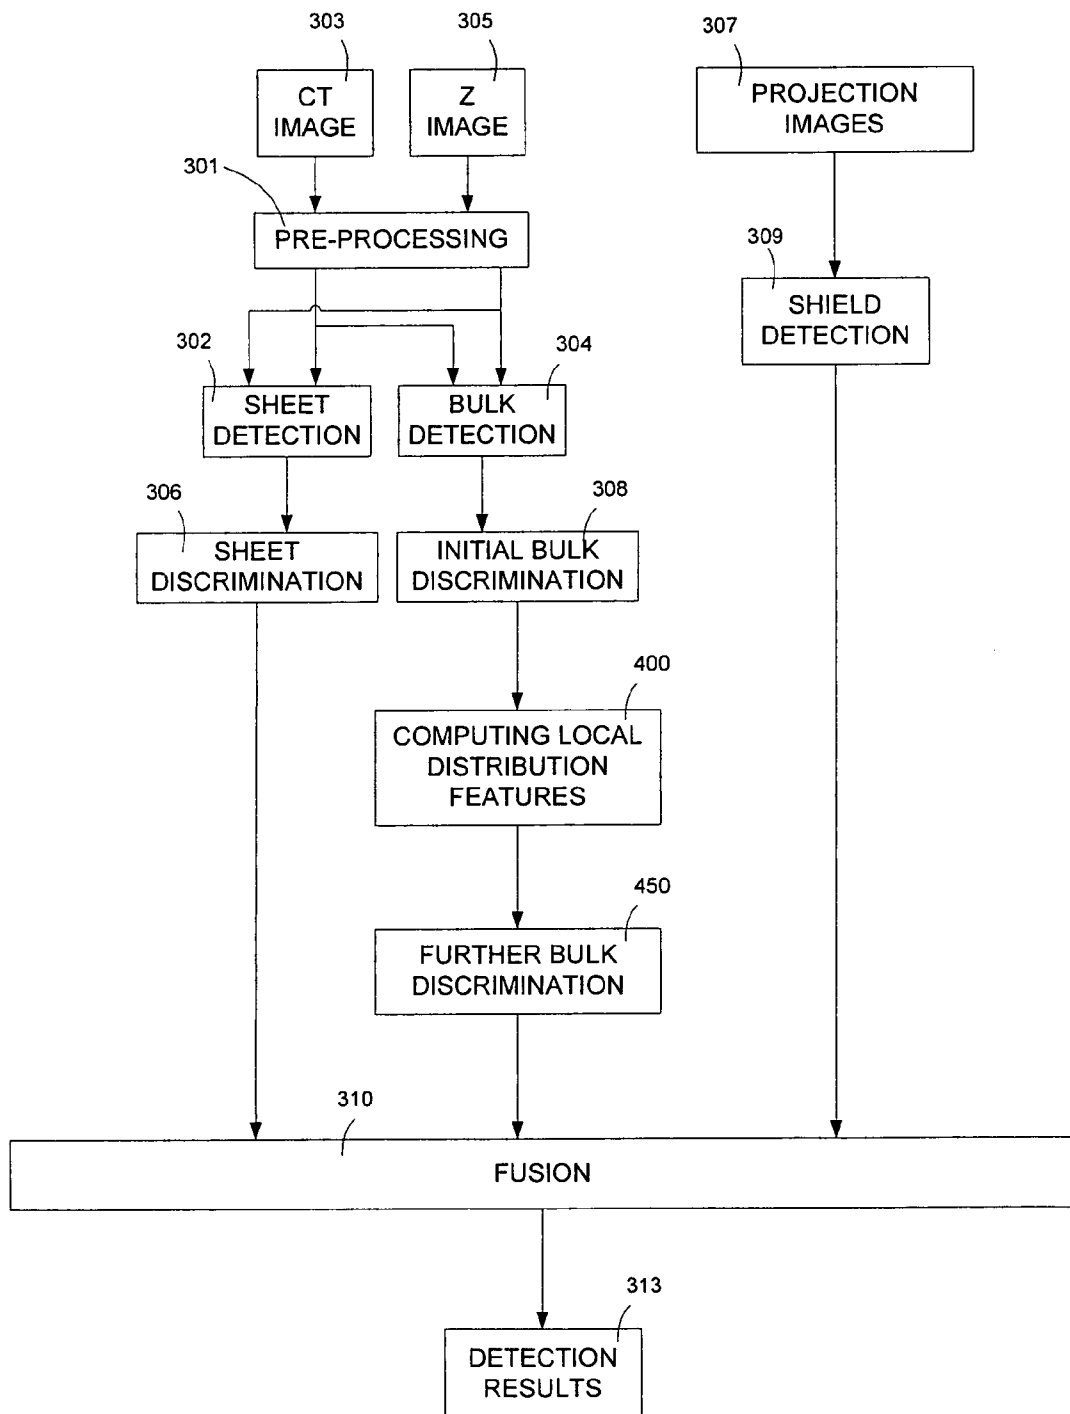 303
305
307
CT
IMAGE
Z
IMAGE
PROJECTION
IMAGES
301
PRE-PROCESSING
309
SHIELD
DETECTION
302
304
SHEET
DETECTION
BULK
DETECTION
306
308
SHEET
DISCRIMINATION
INITIAL BULK
DISCRIMINATION
400
COMPUTING LOCAL
DISTRIBUTION
FEATURES
450
FURTHER BULK
DISCRIMINATION
310
FUSION
313
DETECTION
RESULTS